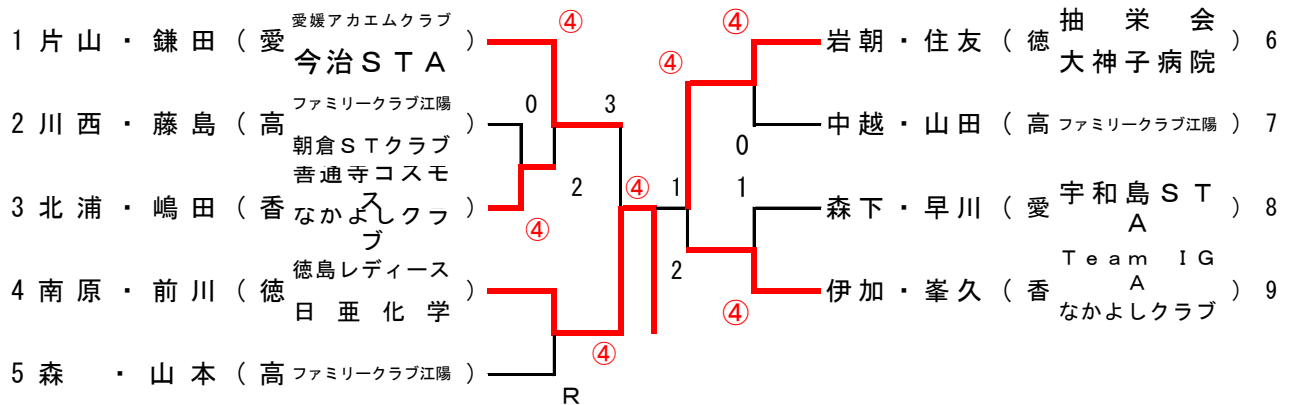 愛媛アカエムクラブ
1 片山・鎌田(愛 )
今治STA
④
ファミリークラブ江陽
2 川西・藤島(高 )
朝倉STクラブ
0
3
善通寺コスモス
3 北浦・嶋田(香 )
なかよしクラブ
④
2
徳島レディース
4 南原・前川(徳 )
日亜化学
④
5 森・山本(高 ファミリークラブ江陽 )
R
④
1
④
④
抽栄会
岩朝・住友(徳 ) 6
大神子病院
中越・山田(高 ファミリークラブ江陽 ) 7
0
1
森下・早川(愛 宇和島STA ) 8
2
Team IGA
伊加・峯久(香 ) 9
なかよしクラブ
④